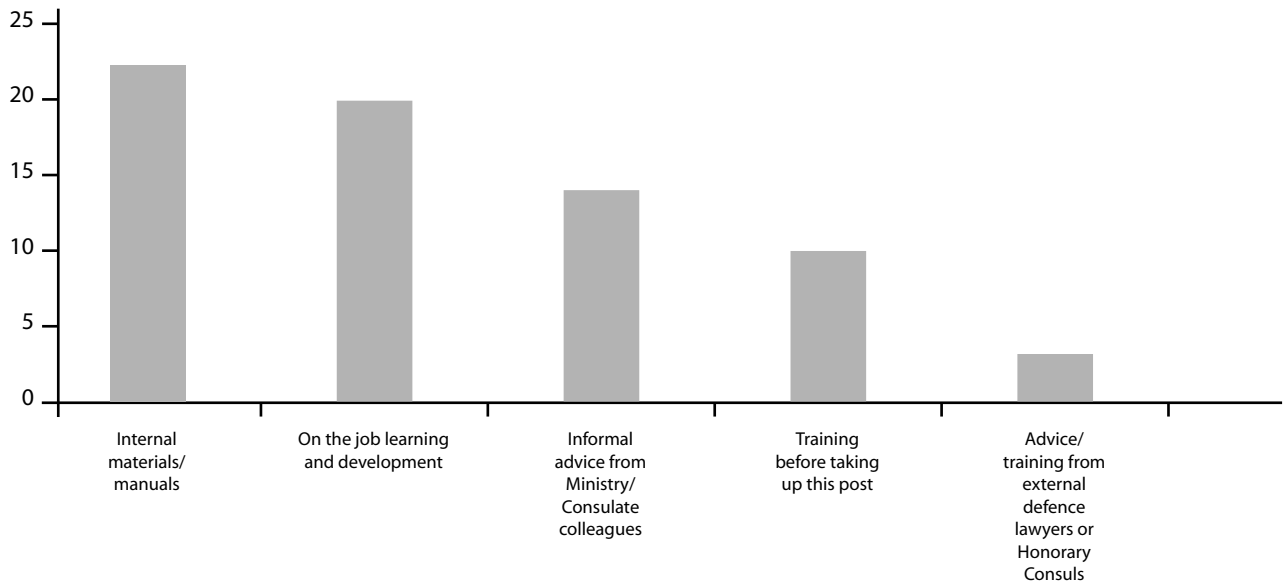 25
20
15
10
5
0
Internal
materials/
manuals
On the job learning
and development
Informal
advice from
Ministry/
Consulate
colleagues
Training
before taking
up this post
Advice/
training from
external
defence
lawyers or
Honorary
Consuls